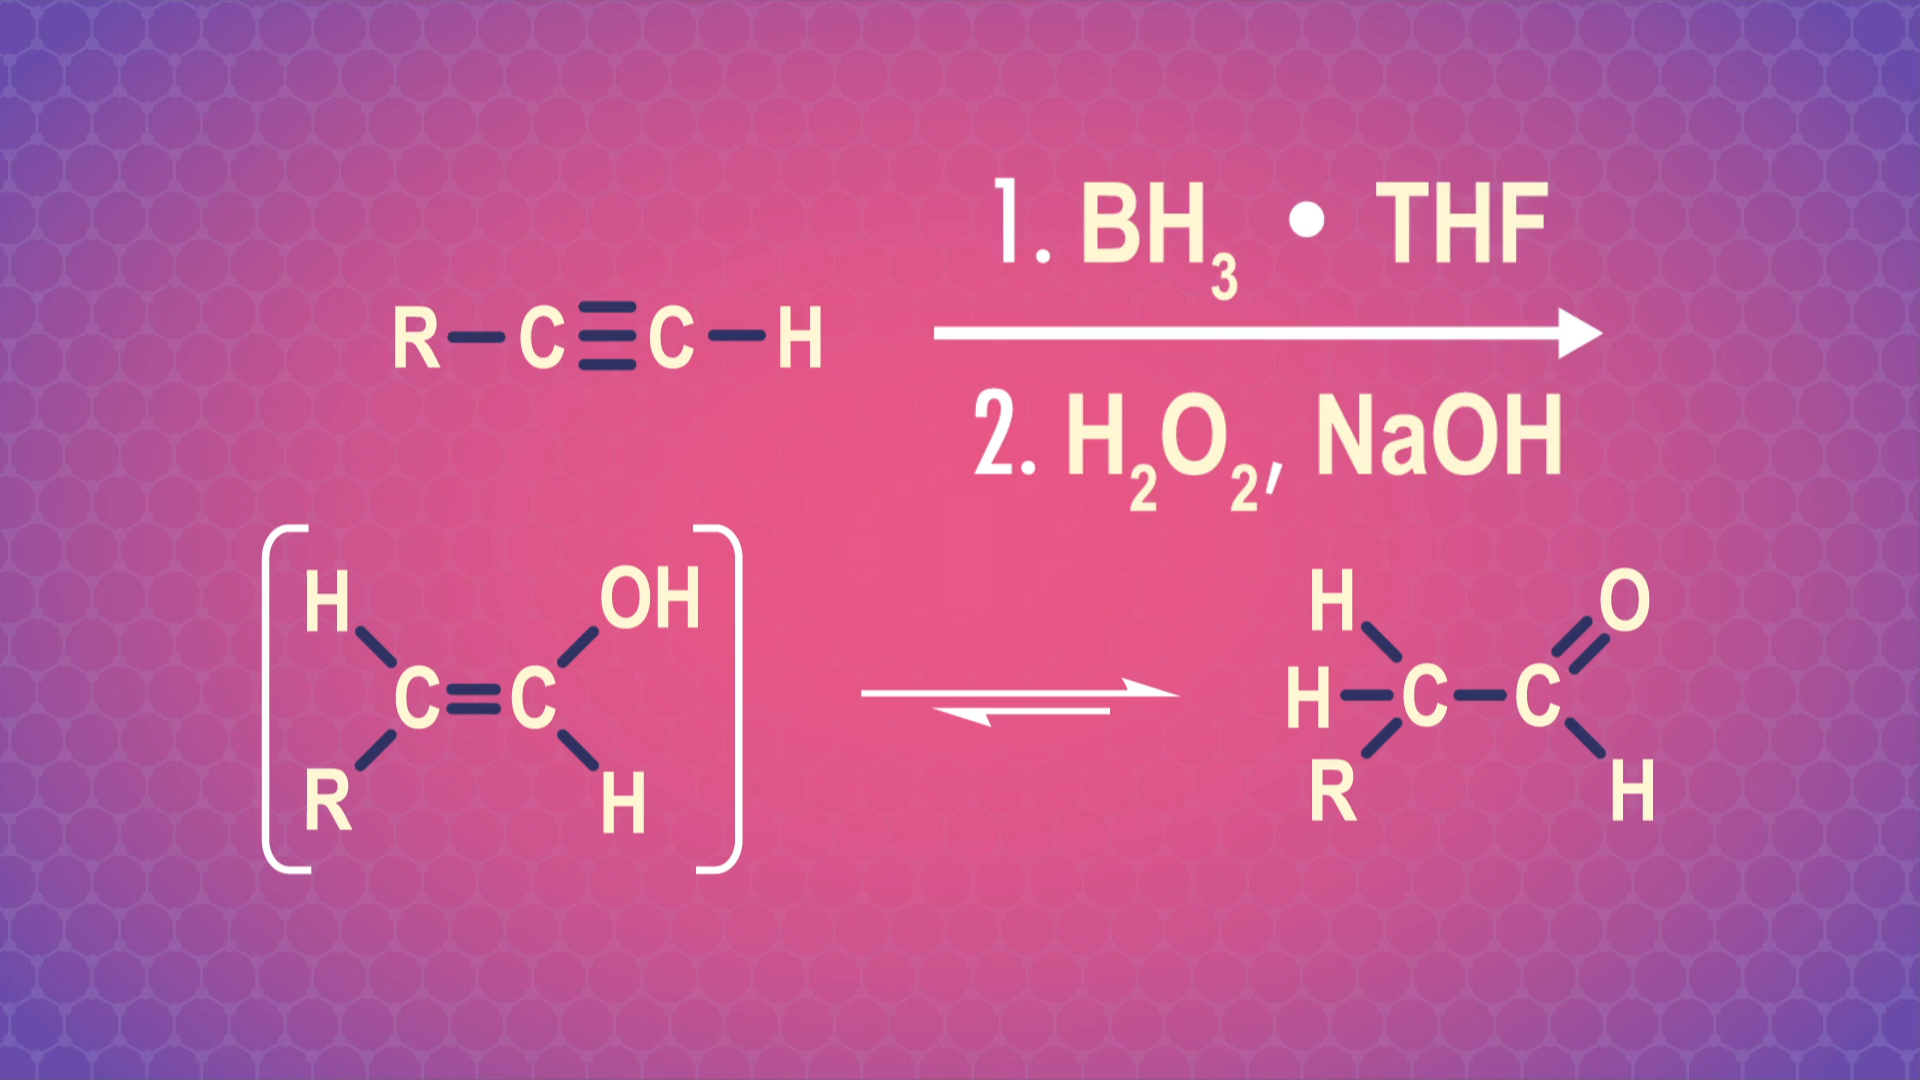 1. BH₃ • THF
R—C≡C—H
2. H₂O₂, NaOH
H OH H O
C=C H—C—C
R H R H